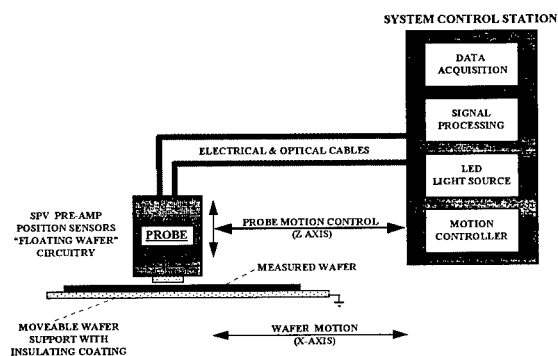 SYSTEM CONTROL STATION
DATA
ACQUISITION
SIGNAL
PROCESSING
ELECTRICAL & OPTICAL CABLES
LED
LIGHT SOURCE
SPV PRE-AMP
POSITION SENSORS
"FLOATING WAFER"
CIRCUITRY
PROBE
PROBE MOTION CONTROL
(Z AXIS)
MOTION
CONTROLLER
MEASURED WAFER
MOVEABLE WAFER
SUPPORT WITH
INSULATING COATING
WAFER MOTION
(X-AXIS)